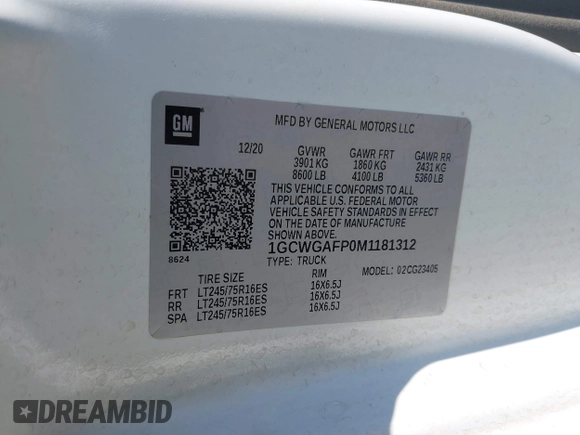 GM
MFD BY GENERAL MOTORS LLC
12/20 GVWR GAWR FRT GAWR RR
3901 KG 1860 KG 2431 KG
8600 LB 4100 LB 5360 LB
THIS VEHICLE CONFORMS TO ALL
APPLICABLE U.S. FEDERAL MOTOR
VEHICLE SAFETY STANDARDS IN EFFECT
ON THE DATE OF MANUFACTURE
SHOWN ABOVE.
1GCWGAFP0M1181312
8624 TYPE: TRUCK MODEL: 02CG23405
TIRE SIZE RIM
FRT LT245/75R16ES 16X6.5J
RR LT245/75R16ES 16X6.5J
SPA LT245/75R16ES 16X6.5J
DREAMBID